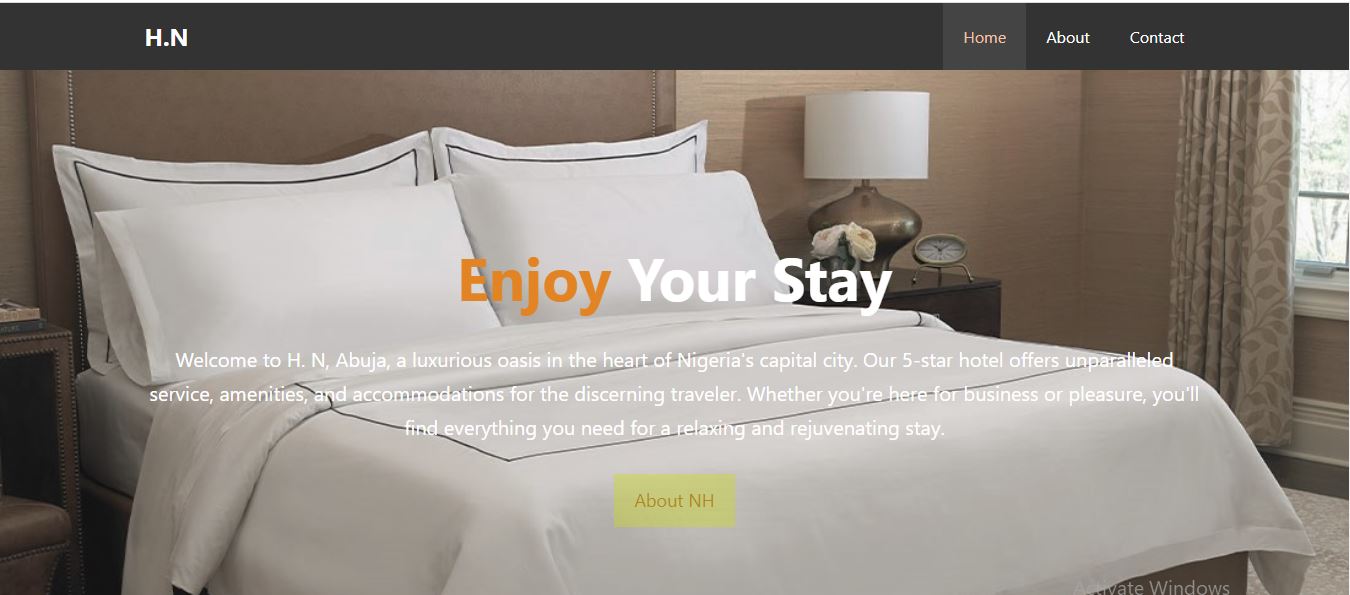 H.N
Home About Contact
Enjoy Your Stay
Welcome to H. N, Abuja, a luxurious oasis in the heart of Nigeria's capital city. Our 5-star hotel offers unparalleled
service, amenities, and accommodations for the discerning traveler. Whether you're here for business or pleasure, you'll
find everything you need for a relaxing and rejuvenating stay.
About NH
Activate Windows